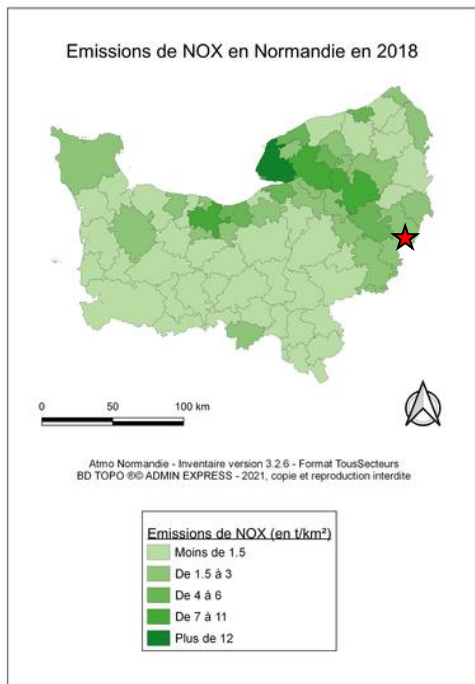 Emissions de NOX en Normandie en 2018
0 50 100 km
Atmo Normandie - Inventaire version 3.2.6 - Format TousSecteurs
BD TOPO ®© ADMIN EXPRESS - 2021, copie et reproduction interdite
Emissions de NOX (en t/km²)
Moins de 1.5
De 1.5 à 3
De 4 à 6
De 7 à 11
Plus de 12